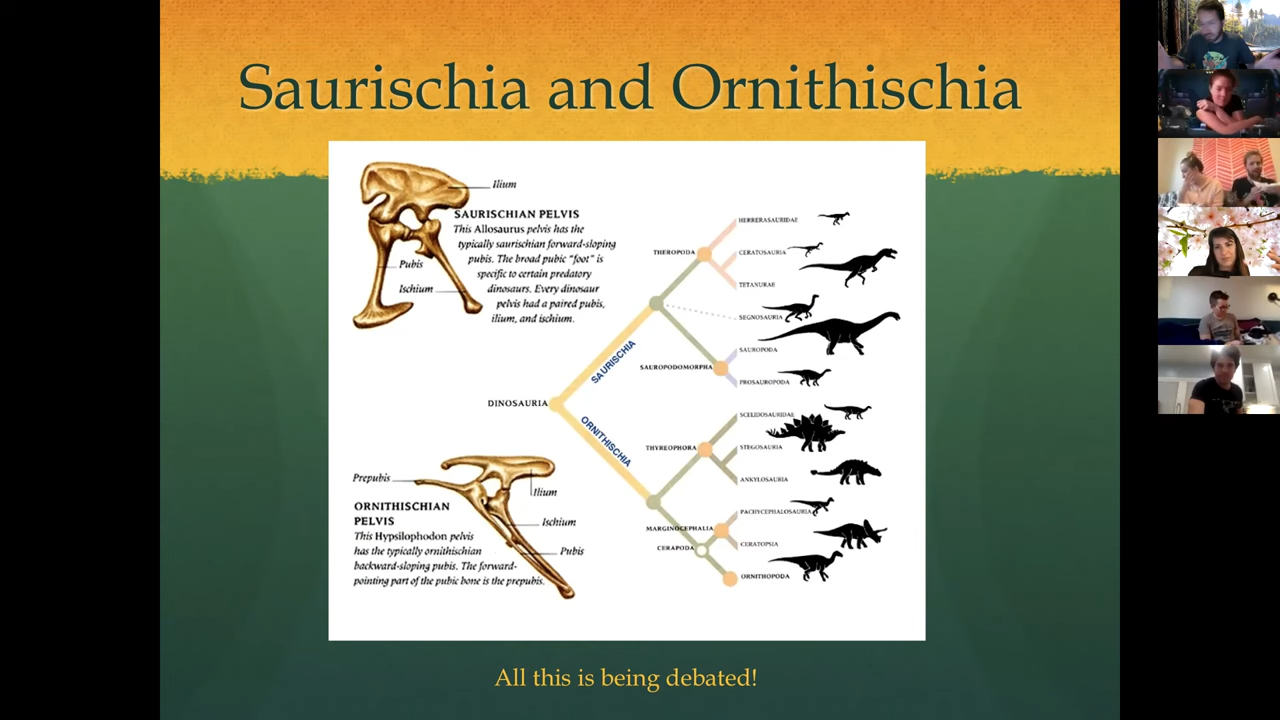 Saurischia and Ornithischia
Ilium
SAURISCHIAN PELVIS
This Allosaurus pelvis has the
typically saurischian forward-sloping
pubis. The broad pubic “foot” is
specific to certain predatory
dinosaurs. Every dinosaur
pelvis had a paired pubis,
ilium, and ischium.
Pubis
Ischium
HERRERASAURIDAE
THEROPODA
CERATOSAURIA
TETANURAE
SEGNOSAURIA
SAUROPODA
SAUROPODOMORPHA
PROSAUROPODA
SAURISCHIA
DINOSAURIA
ORNITHISCHIA
SCELIDOSAURIDAE
THYREOPHORA
STEGOSAURIA
ANKYLOSAURIA
PACHYCEPHALOSAURIA
MARGINOCEPHALIA
CERATOPSIA
CERAPODA
ORNITHOPODA
Prepubis
Ilium
ORNITHISCHIAN
PELVIS
Ischium
This Hypsilophodon pelvis
has the typically ornithischian
Pubis
backward-sloping pubis. The forward-
pointing part of the pubic bone is the prepubis.
All this is being debated!